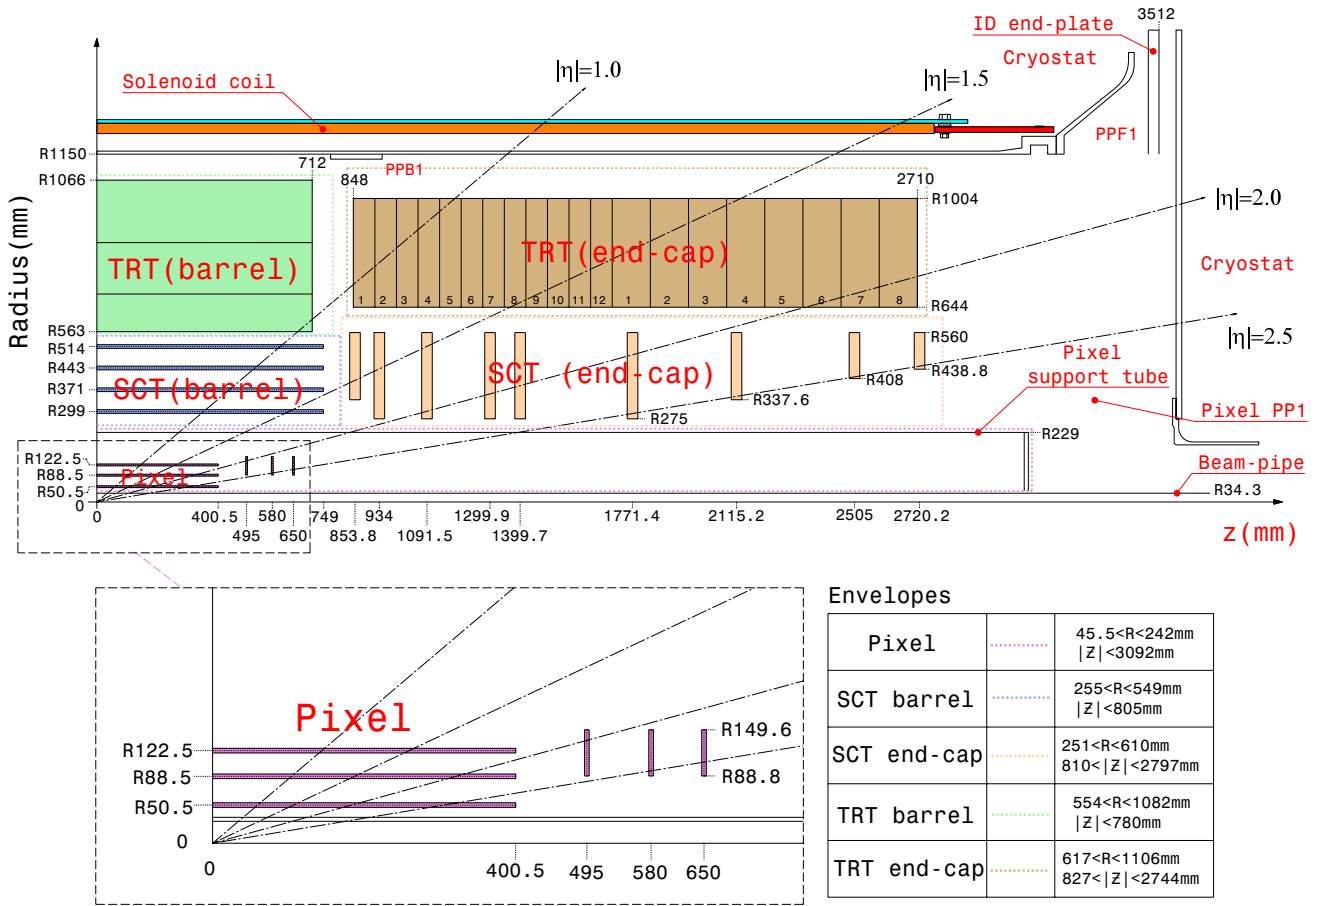 3512
ID end-plate
Cryostat
|η|=1.0
|η|=1.5
Solenoid coil
PPF1
R1150
712
PPB1
R1066
848
2710
R1004
|η|=2.0
Radius(mm)
TRT(barrel)
TRT(end-cap)
Cryostat
1 2 3 4 5 6 7 8 9 10 11 12 1 2 3 4 5 6 7 8
R644
R563
R514
R443
R371
R299
SCT(barrel)
SCT (end-cap)
R560
R438.8
R408
R337.6
R275
|η|=2.5
Pixel
support tube
Pixel PP1
R229
R122.5
R88.5
R50.5
Pixel
Beam-pipe
R34.3
0
0 400.5 580 749 934 1299.9 1771.4 2115.2 2505 2720.2
495 650 853.8 1091.5 1399.7
z(mm)
Pixel
R122.5
R88.5
R50.5
0
R149.6
R88.8
0 400.5 495 580 650
Envelopes
Pixel
45.5<R<242mm
|Z|<3092mm
SCT barrel
255<R<549mm
|Z|<805mm
SCT end-cap
251<R<610mm
810<|Z|<2797mm
TRT barrel
554<R<1082mm
|Z|<780mm
TRT end-cap
617<R<1106mm
827<|Z|<2744mm